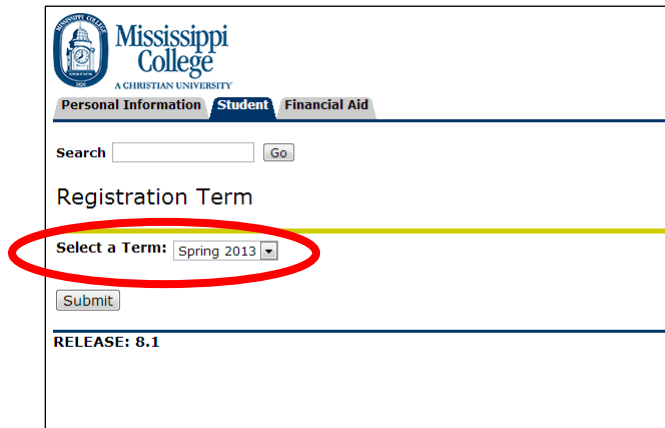 Mississippi
College
A CHRISTIAN UNIVERSITY
Personal Information Student Financial Aid
Search Go
Registration Term
Select a Term: Spring 2013
Submit
RELEASE: 8.1